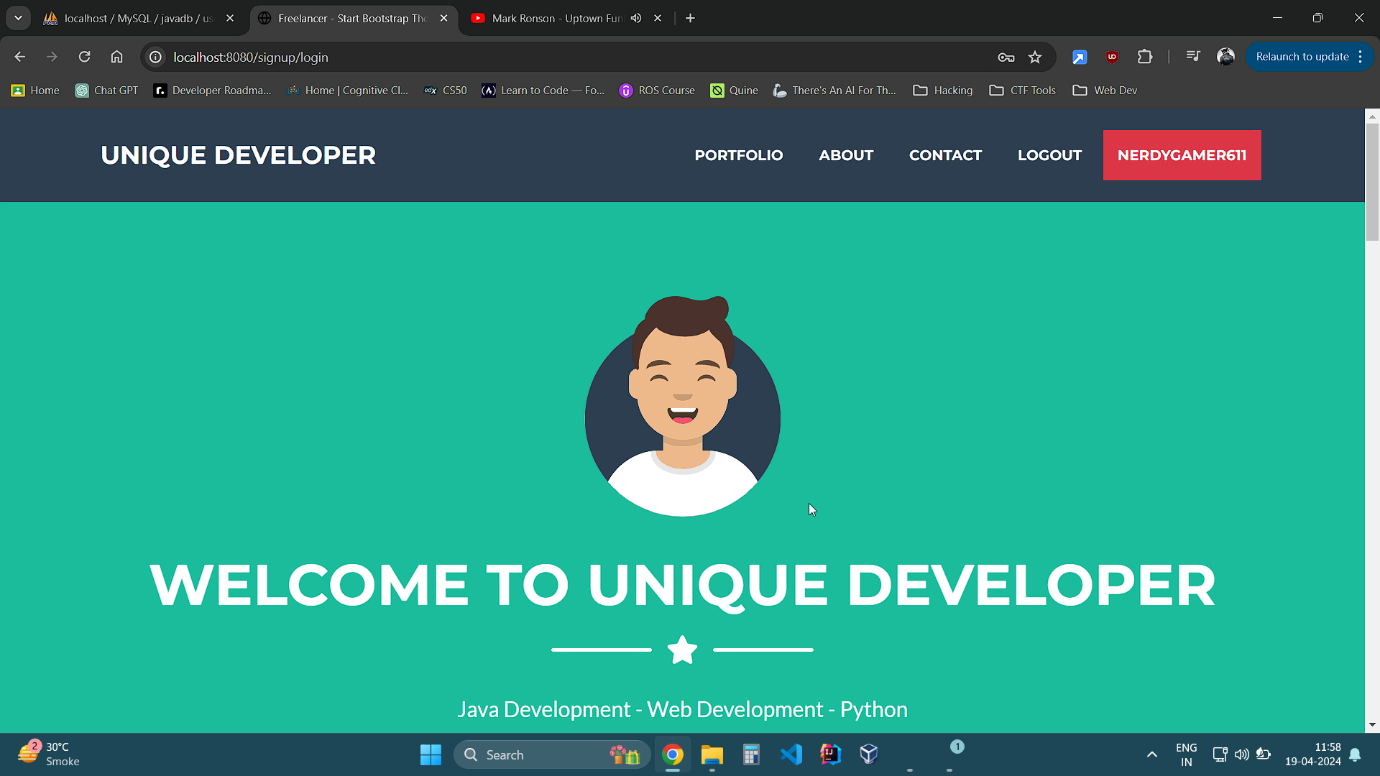 localhost / MySQL / javadb / us
Freelancer - Start Bootstrap The
Mark Ronson - Uptown Fun
localhost:8080/signup/login
Relaunch to update
Home
Chat GPT
Developer Roadma...
Home | Cognitive Cl...
edX CS50
(A) Learn to Code — Fo...
ROS Course
Quine
There's An AI For Th...
Hacking
CTF Tools
Web Dev
UNIQUE DEVELOPER
PORTFOLIO
ABOUT
CONTACT
LOGOUT
NERDYGAMER611
WELCOME TO UNIQUE DEVELOPER
Java Development - Web Development - Python
2
30°C
Smoke
Search
1
ENG
IN
11:58
19-04-2024